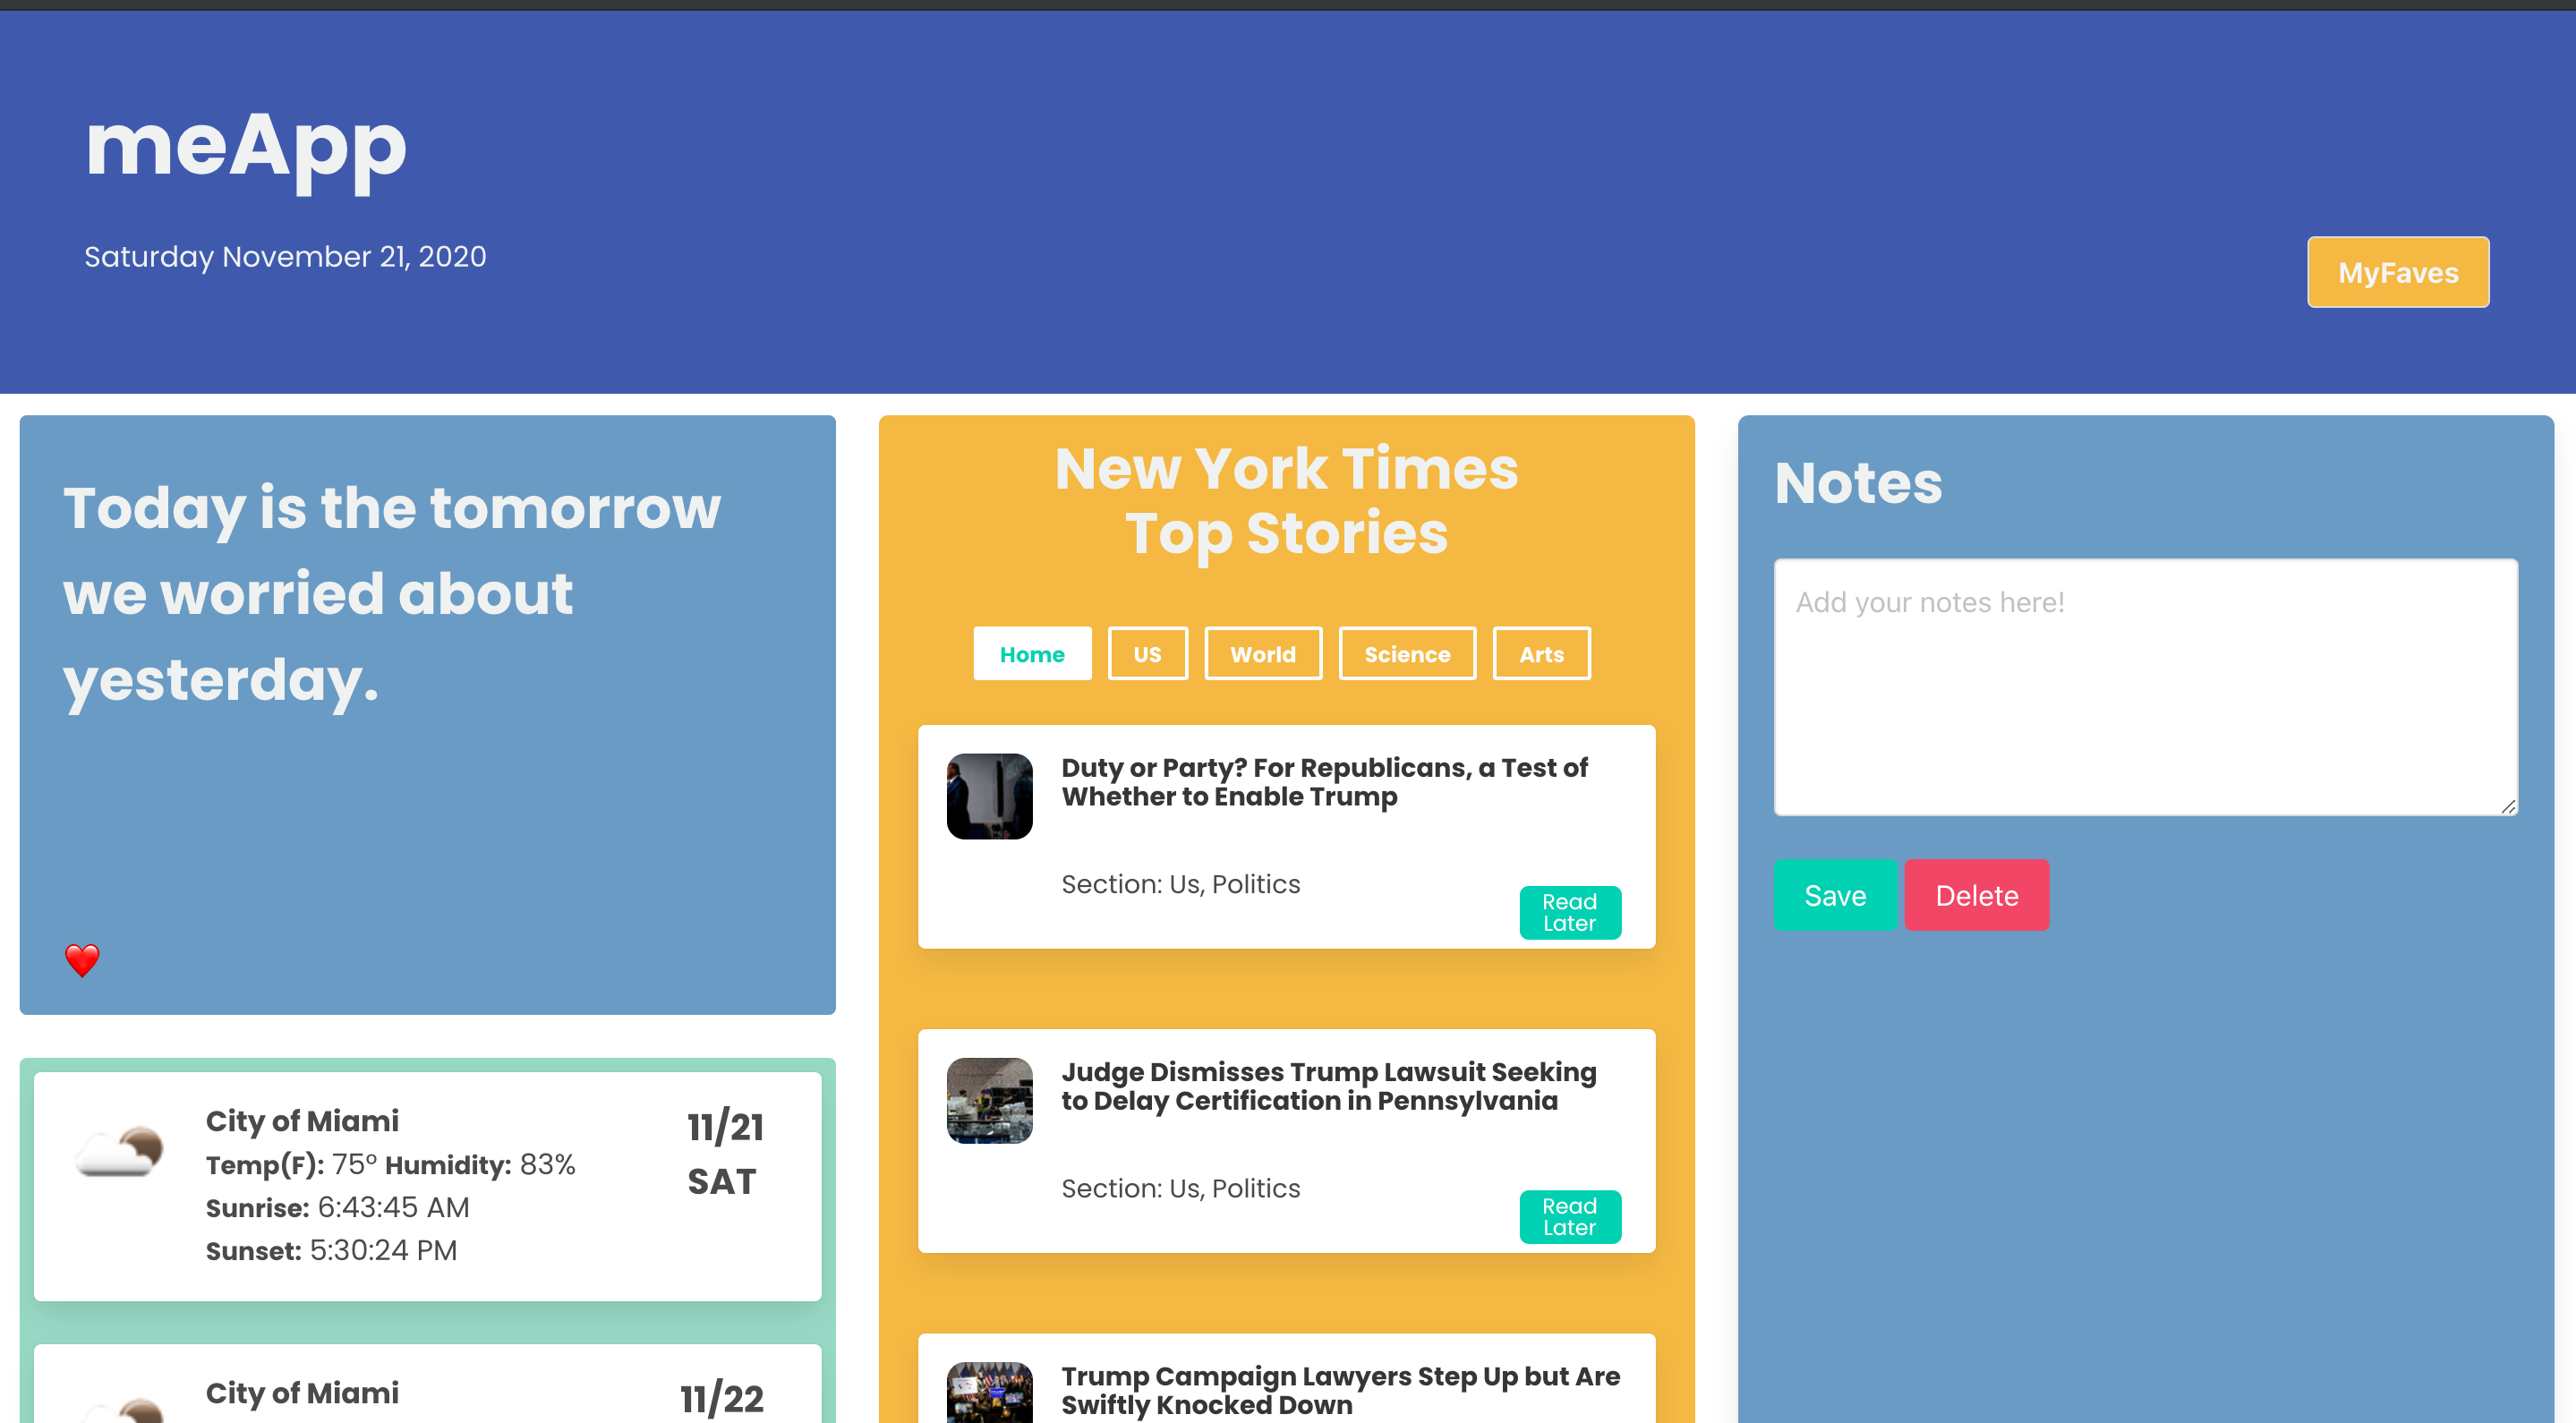 meApp
Saturday November 21, 2020
MyFaves
Today is the tomorrow
we worried about
yesterday.
City of Miami
Temp(F): 75° Humidity: 83%
Sunrise: 6:43:45 AM
Sunset: 5:30:24 PM
11/21
SAT
City of Miami
11/22
New York Times
Top Stories
Home
US
World
Science
Arts
Duty or Party? For Republicans, a Test of
Whether to Enable Trump
Section: Us, Politics
Read
Later
Judge Dismisses Trump Lawsuit Seeking
to Delay Certification in Pennsylvania
Section: Us, Politics
Read
Later
Trump Campaign Lawyers Step Up but Are
Swiftly Knocked Down
Notes
Add your notes here!
Save
Delete